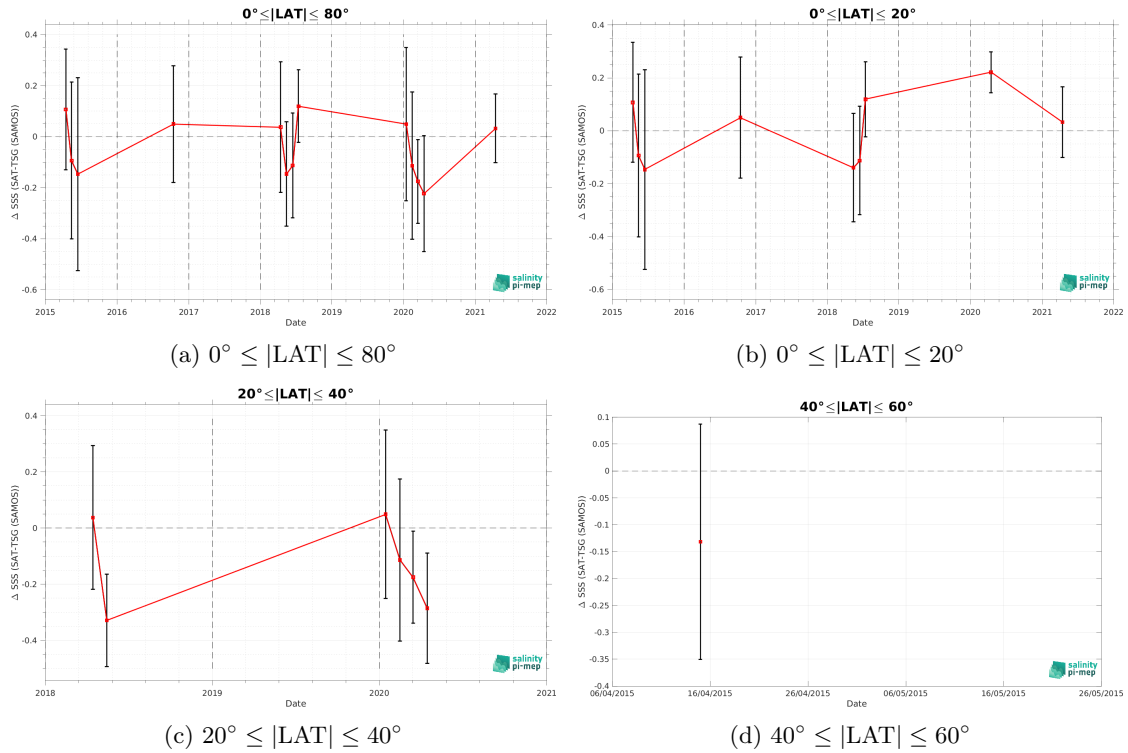 0°≤|LAT|≤ 80°
Δ SSS (SAT-TSG (SAMOS))
0.4
0.2
0
-0.2
-0.4
-0.6
2015 2016 2017 2018 2019 2020 2021 2022
Date
salinity
pi-mep
(a) 0° ≤ |LAT| ≤ 80°
0°≤|LAT|≤ 20°
Δ SSS (SAT-TSG (SAMOS))
0.4
0.2
0
-0.2
-0.4
-0.6
2015 2016 2017 2018 2019 2020 2021 2022
Date
salinity
pi-mep
(b) 0° ≤ |LAT| ≤ 20°
20°≤|LAT|≤ 40°
Δ SSS (SAT-TSG (SAMOS))
0.4
0.2
0
-0.2
-0.4
2018 2019 2020 2021
Date
salinity
pi-mep
(c) 20° ≤ |LAT| ≤ 40°
40°≤|LAT|≤ 60°
Δ SSS (SAT-TSG (SAMOS))
0.1
0.05
0
-0.05
-0.1
-0.15
-0.2
-0.25
-0.3
-0.35
-0.4
06/04/2015 16/04/2015 26/04/2015 06/05/2015 16/05/2015 26/05/2015
Date
salinity
pi-mep
(d) 40° ≤ |LAT| ≤ 60°